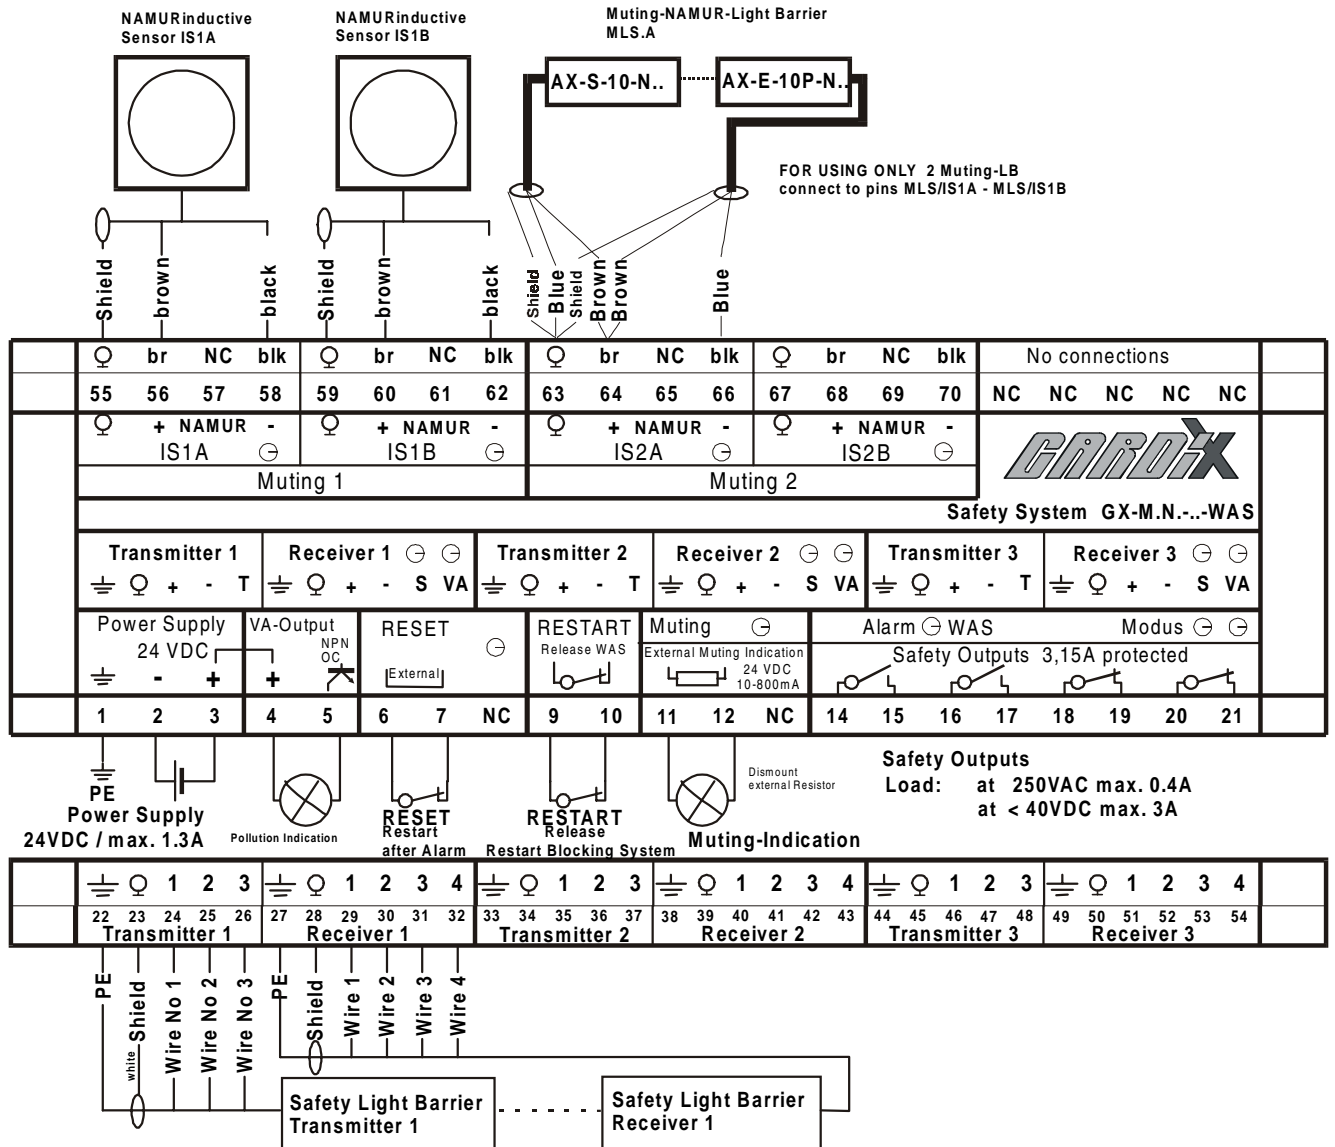 NAMUR inductive
Sensor IS1A
NAMUR inductive
Sensor IS1B
Muting-NAMUR-Light Barrier
MLS.A
AX-S-10-N..
AX-E-10P-N..
FOR USING ONLY 2 Muting-LB
connect to pins MLS/IS1A - MLS/IS1B
Shield
brown
black
Shield
brown
black
Shield
Blue
Shield
Brown
Brown
Blue
br NC blk br NC blk br NC blk br NC blk No connections
55 56 57 58 59 60 61 62 63 64 65 66 67 68 69 70 NC NC NC NC NC
+ NAMUR - + NAMUR - + NAMUR - + NAMUR -
IS1A IS1B IS2A IS2B
CARDIX
Muting 1 Muting 2
Safety System GX-M.N.-..-WAS
Transmitter 1 Receiver 1 Transmitter 2 Receiver 2 Transmitter 3 Receiver 3
+ - T + - S VA + - T + - S VA + - T + - S VA
Power Supply
24 VDC
- +
VA-Output
NPN
OC
+
RESET
External
RESTART
Release WAS
Muting
External Muting Indication
24 VDC
10-800mA
Alarm WAS Modus
Safety Outputs 3,15A protected
1 2 3 4 5 6 7 NC 9 10 11 12 NC 14 15 16 17 18 19 20 21
PE
Power Supply
24VDC / max. 1.3A
Pollution Indication
RESET
Restart
after Alarm
RESTART
Release
Restart Blocking System
Dismount
external Resistor
Muting-Indication
Safety Outputs
Load: at 250VAC max. 0.4A
at < 40VDC max. 3A
1 2 3 1 2 3 4 1 2 3 1 2 3 4 1 2 3 1 2 3 4
22 23 24 25 26 27 28 29 30 31 32 33 34 35 36 37 38 39 40 41 42 43 44 45 46 47 48 49 50 51 52 53 54
Transmitter 1 Receiver 1 Transmitter 2 Receiver 2 Transmitter 3 Receiver 3
PE
white
Shield
Wire No 1
Wire No 2
Wire No 3
PE
Shield
Wire 1
Wire 2
Wire 3
Wire 4
Safety Light Barrier
Transmitter 1
Safety Light Barrier
Receiver 1